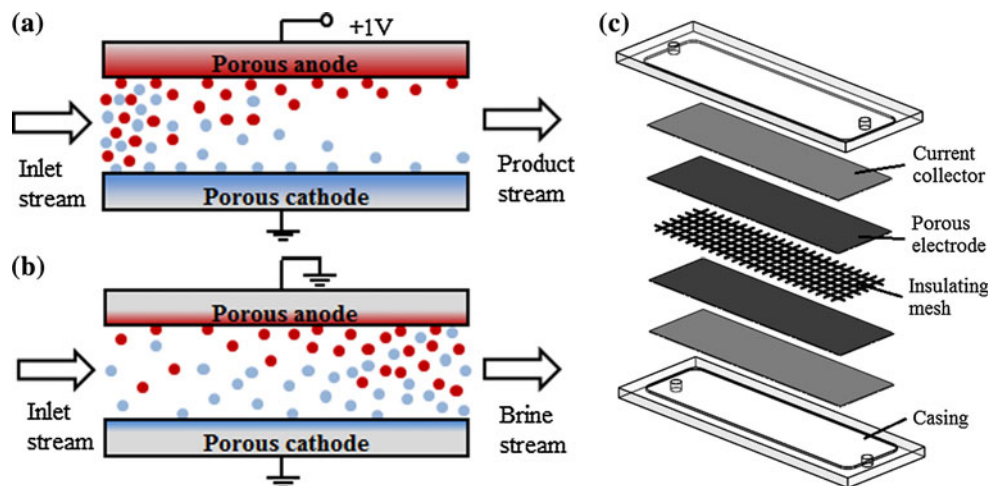 (a)
+1V
Porous anode
Inlet
stream
Product
stream
Porous cathode
(b)
Porous anode
Inlet
stream
Brine
stream
Porous cathode
(c)
Current
collector
Porous
electrode
Insulating
mesh
Casing